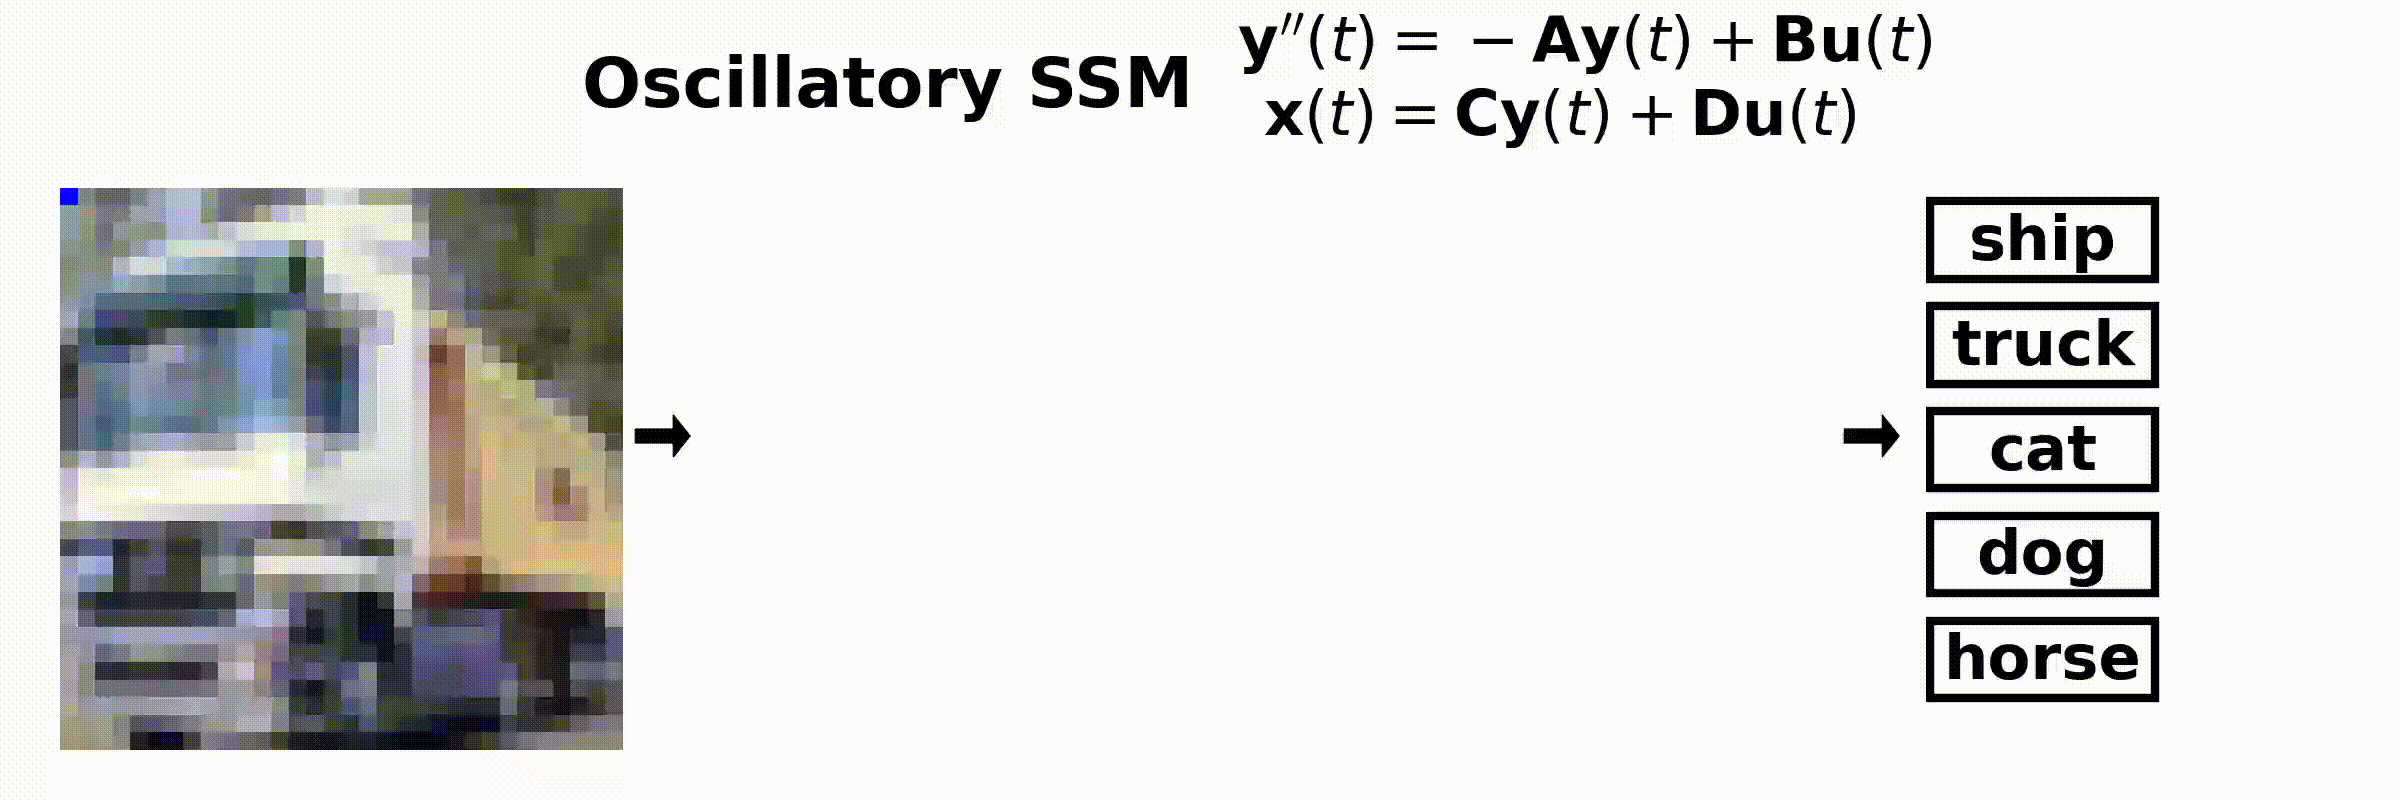 Oscillatory SSM
y′′(t) = − Ay(t) + Bu(t)
x(t) = Cy(t) + Du(t)
ship
truck
cat
dog
horse